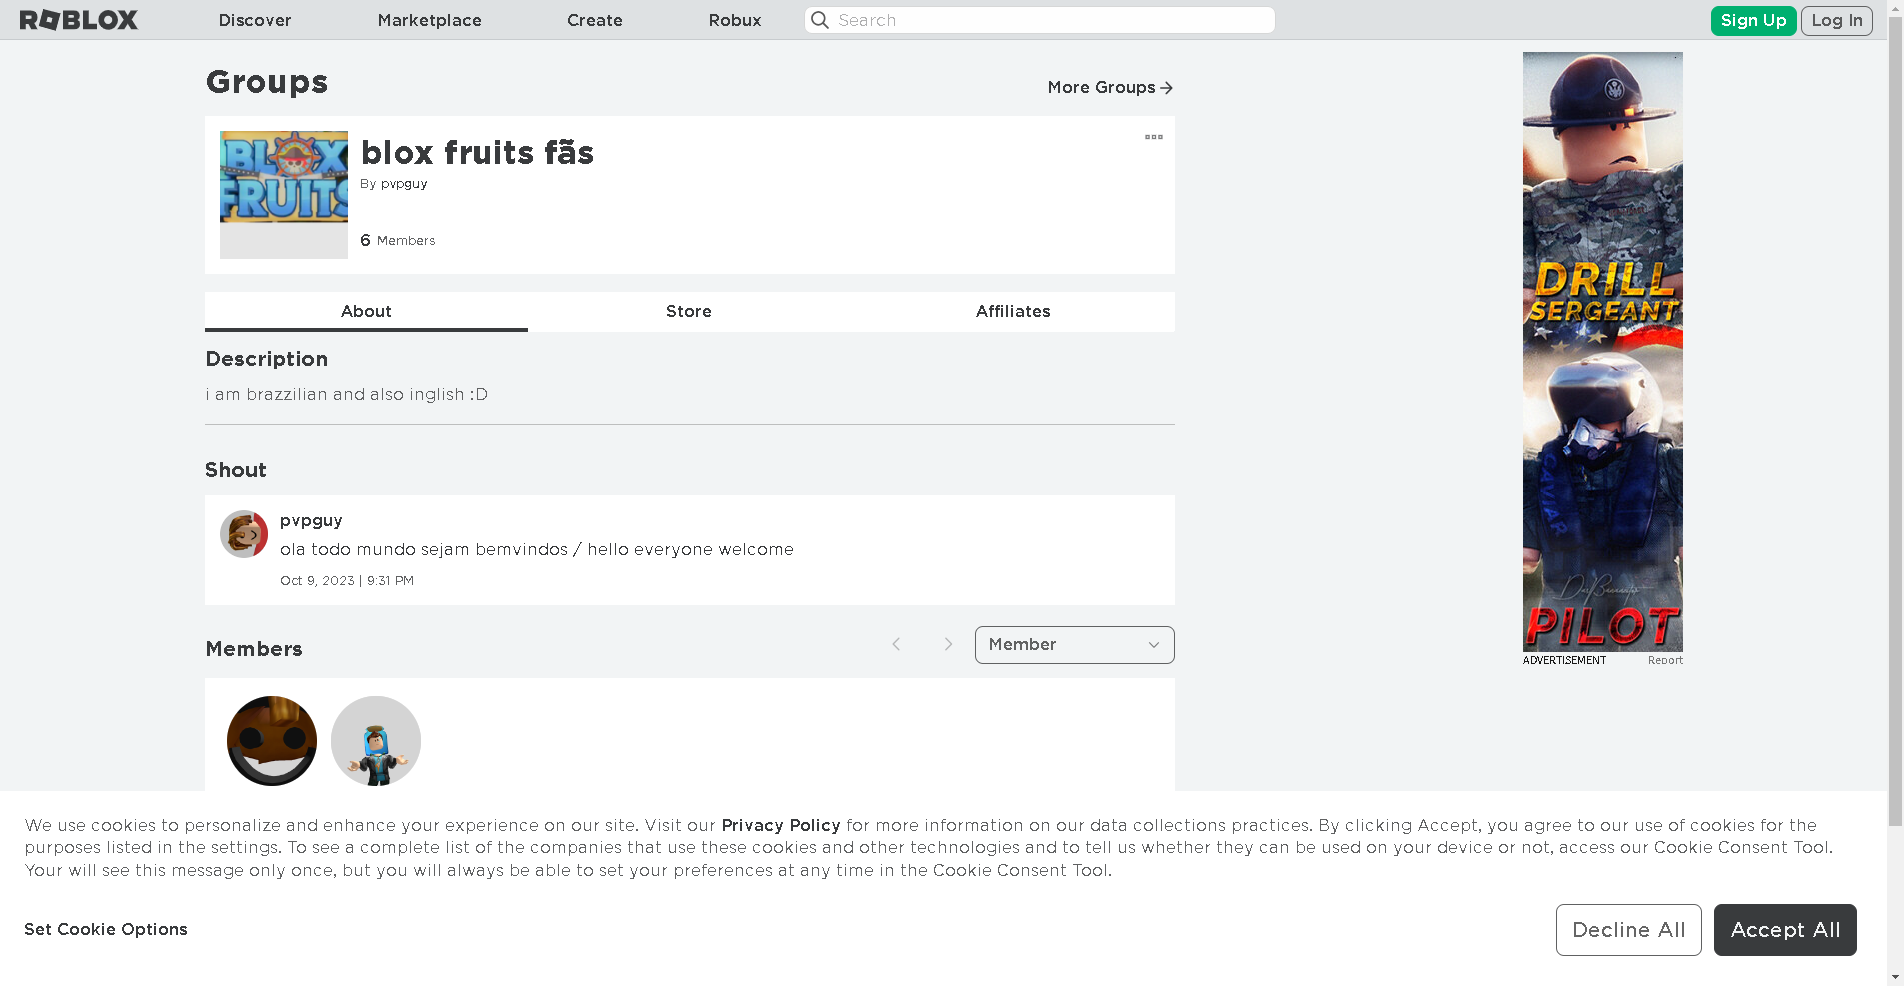 ROBLOX
Discover
Marketplace
Create
Robux
Search
Sign Up
Log In
Groups
More Groups
BLOX
FRUITS
blox fruits fãs
By pvpguy
6 Members
About
Store
Affiliates
Description
i am brazzilian and also inglish :D
Shout
pvpguy
ola todo mundo sejam bemvindos / hello everyone welcome
Oct 9, 2023 | 9:31 PM
Members
Member
DRILL
SERGEANT
CAVIAR
PILOT
ADVERTISEMENT
Report
We use cookies to personalize and enhance your experience on our site. Visit our Privacy Policy for more information on our data collections practices. By clicking Accept, you agree to our use of cookies for the
purposes listed in the settings. To see a complete list of the companies that use these cookies and other technologies and to tell us whether they can be used on your device or not, access our Cookie Consent Tool.
Your will see this message only once, but you will always be able to set your preferences at any time in the Cookie Consent Tool.
Set Cookie Options
Decline All
Accept All